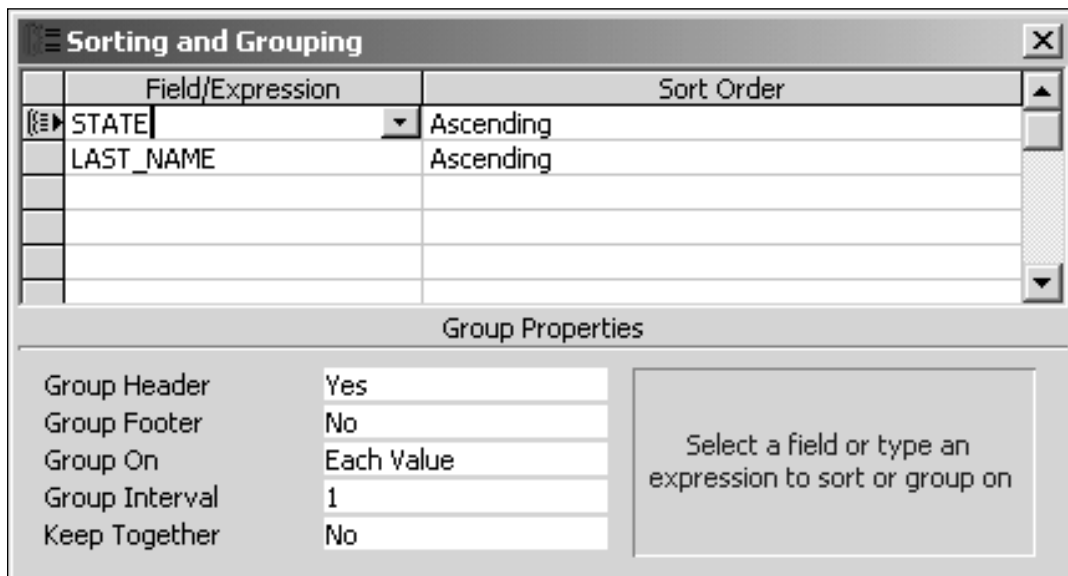 Sorting and Grouping
Field/Expression Sort Order
STATE Ascending
LAST_NAME Ascending
Group Properties
Group Header Yes
Group Footer No
Group On Each Value
Group Interval 1
Keep Together No
Select a field or type an
expression to sort or group on